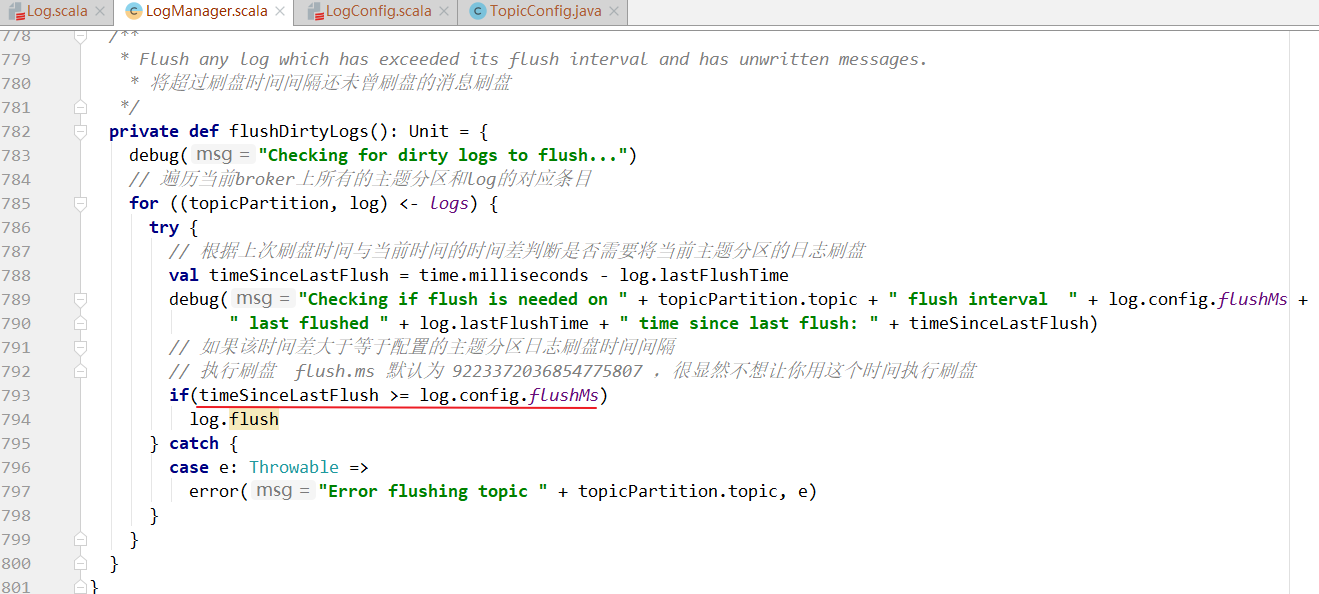 Log.scala LogManager.scala LogConfig.scala TopicConfig.java
778 /**
779 * Flush any log which has exceeded its flush interval and has unwritten messages.
780 * 将超过刷盘时间间隔还未曾刷盘的消息刷盘
781 */
782 private def flushDirtyLogs(): Unit = {
783 debug( msg = "Checking for dirty logs to flush...")
784 // 遍历当前broker上所有的主题分区和log的对应条目
785 for ((topicPartition, log) <- logs) {
786 try {
787 // 根据上次刷盘时间与当前时间的时间差判断是否需要将当前主题分区的日志刷盘
788 val timeSinceLastFlush = time.milliseconds - log.lastFlushTime
789 debug( msg = "Checking if flush is needed on " + topicPartition.topic + " flush interval  " + log.config.flushMs +
790 " last flushed " + log.lastFlushTime + " time since last flush: " + timeSinceLastFlush)
791 // 如果该时间差大于等于配置的主题分区日志刷盘时间间隔
792 // 执行刷盘  flush.ms 默认为 9223372036854775807 ，很显然不想让你用这个时间执行刷盘
793 if(timeSinceLastFlush >= log.config.flushMs)
794 log.flush
795 } catch {
796 case e: Throwable =>
797 error( msg = "Error flushing topic " + topicPartition.topic, e)
798 }
799 }
800 }
801 }